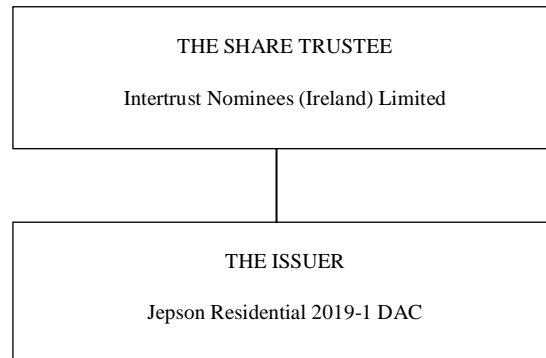 THE SHARE TRUSTEE
Intertrust Nominees (Ireland) Limited
THE ISSUER
Jepson Residential 2019-1 DAC